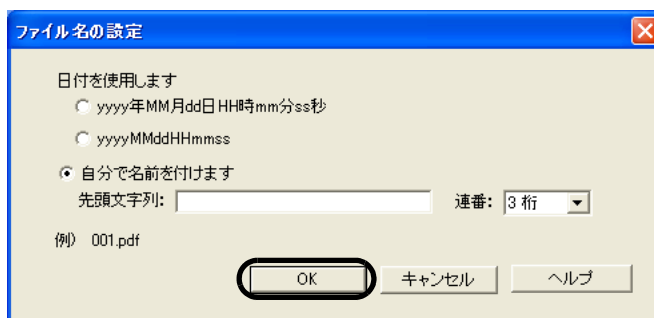 ファイル名の設定
日付を使用します
yyyy年MM月dd日HH時mm分ss秒
yyyyMMddHHmmss
自分で名前を付けます
先頭文字列: 連番: 3 桁
例) 001.pdf
OK キャンセル ヘルプ